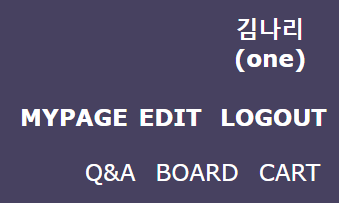 김나리
(one)
MYPAGE EDIT LOGOUT
Q&A BOARD CART